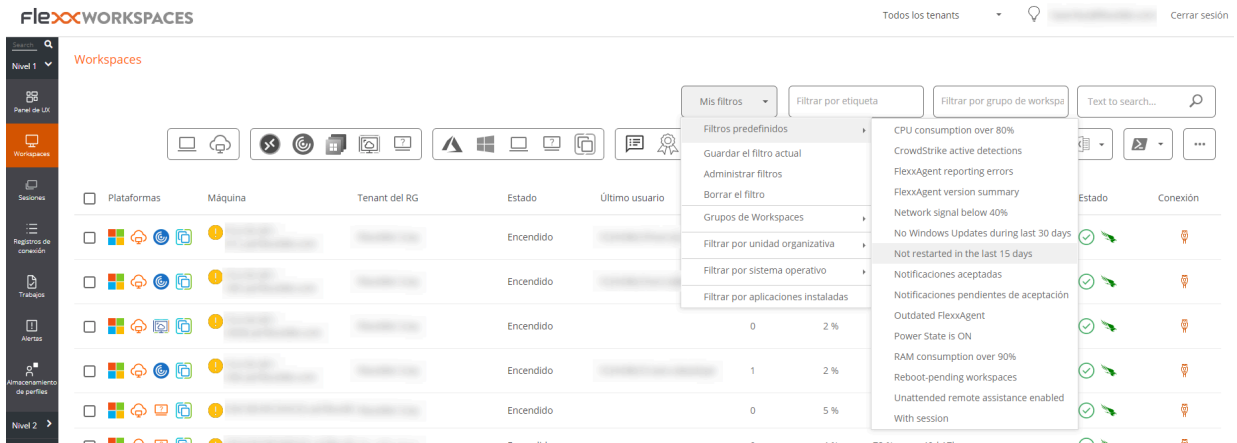 FlexxWORKSPACES
Todos los tenants
Cerrar sesión
Search
Nivel 1
Panel de UX
Workspaces
Sesiones
Registros de
conexión
Trabajos
Alertas
Almacenamiento
de perfiles
Nivel 2
Workspaces
Mis filtros
Filtrar por etiqueta
Filtrar por grupo de workspa
Text to search...
Filtros predefinidos
Guardar el filtro actual
Administrar filtros
Borrar el filtro
Grupos de Workspaces
Filtrar por unidad organizativa
Filtrar por sistema operativo
Filtrar por aplicaciones instaladas
CPU consumption over 80%
CrowdStrike active detections
FlexxAgent reporting errors
FlexxAgent version summary
Network signal below 40%
No Windows Updates during last 30 days
Not restarted in the last 15 days
Notificaciones aceptadas
Notificaciones pendientes de aceptación
Outdated FlexxAgent
Power State is ON
RAM consumption over 90%
Reboot-pending workspaces
Unattended remote assistance enabled
With session
Plataformas Máquina Tenant del RG Estado Último usuario Estado Conexión
Encendido
Encendido
Encendido 0 2 %
Encendido 1 2 %
Encendido 0 5 %